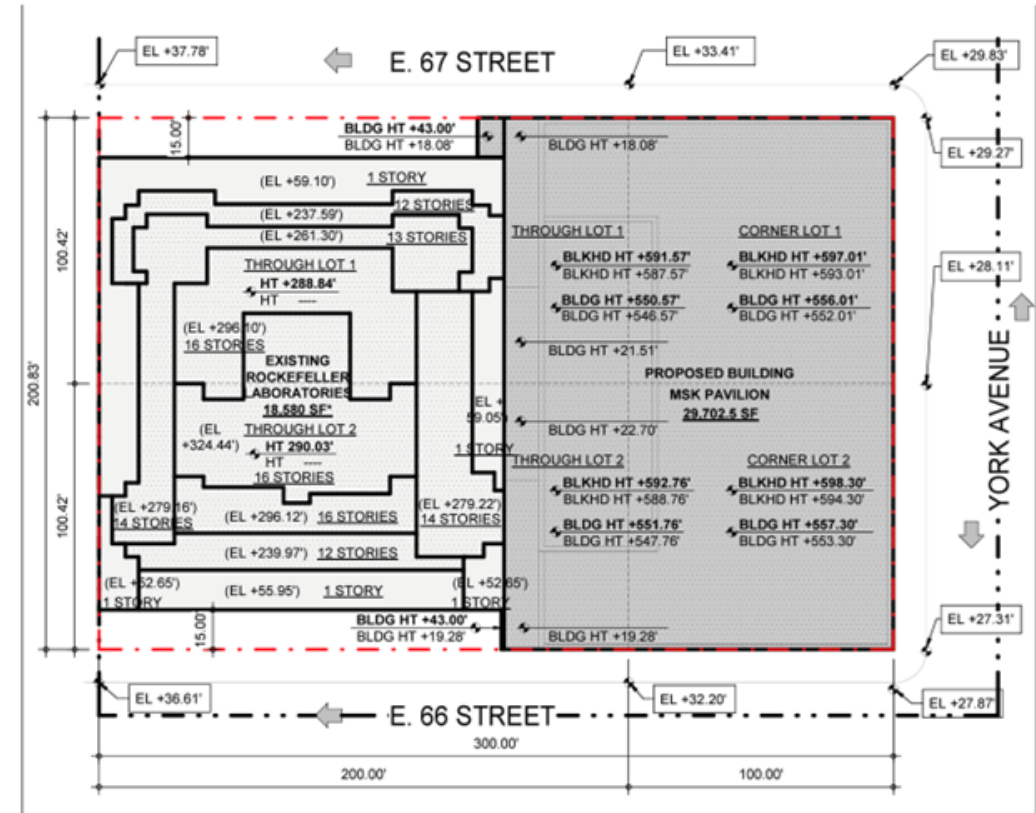 EL +37.78'
E. 67 STREET
EL +33.41'
EL +29.83'
15.00'
BLDG HT +43.00'
BLDG HT +18.08'
BLDG HT +18.08'
EL +29.27'
(EL +59.10')
1 STORY
12 STORIES
(EL +237.59')
(EL +261.30')
13 STORIES
100.42'
THROUGH LOT 1
HT +288.84'
HT ----
THROUGH LOT 1
BLKHD HT +591.57'
BLKHD HT +587.57'
BLDG HT +550.57'
BLDG HT +546.57'
CORNER LOT 1
BLKHD HT +597.01'
BLKHD HT +593.01'
BLDG HT +556.01'
BLDG HT +552.01'
EL +28.11'
(EL +296.10')
16 STORIES
BLDG HT +21.51'
EXISTING
ROCKEFELLER
LABORATORIES
18.580 SF*
PROPOSED BUILDING
MSK PAVILION
29,702.5 SF
200.83'
YORK AVENUE
(EL
+324.44')
THROUGH LOT 2
HT 290.03'
HT ----
16 STORIES
(EL +
59.05')
1 STORY
BLDG HT +22.70'
THROUGH LOT 2
BLKHD HT +592.76'
BLKHD HT +588.76'
BLDG HT +551.76'
BLDG HT +547.76'
CORNER LOT 2
BLKHD HT +598.30'
BLKHD HT +594.30'
BLDG HT +557.30'
BLDG HT +553.30'
100.42'
(EL +279.16')
14 STORIES
(EL +296.12')
16 STORIES
(EL +279.22')
14 STORIES
(EL +239.97')
12 STORIES
(EL +52.65')
1 STORY
(EL +55.95')
1 STORY
(EL +52.65')
1 STORY
15.00'
BLDG HT +43.00'
BLDG HT +19.28'
BLDG HT +19.28'
EL +27.31'
EL +36.61'
E. 66 STREET
EL +32.20'
EL +27.87'
300.00'
200.00'
100.00'